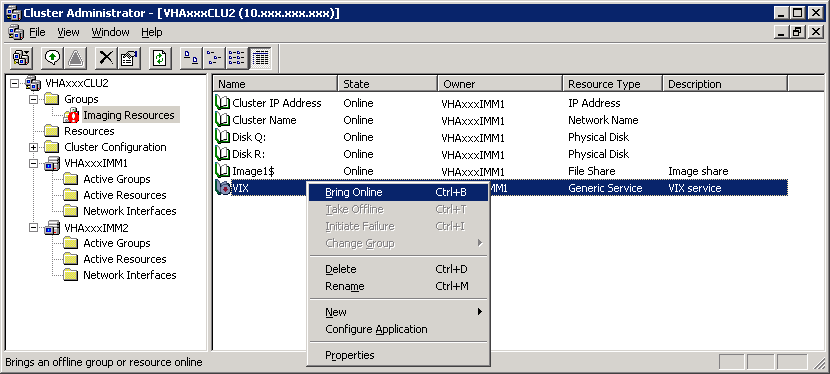 Cluster Administrator - [VHAxxxCLU2 (10.xxx.xxx.xxx)]
File View Window Help
VHAxxxCLU2
Groups
Imaging Resources
Resources
Cluster Configuration
VHAxxxIMM1
Active Groups
Active Resources
Network Interfaces
VHAxxxIMM2
Active Groups
Active Resources
Network Interfaces
Name State Owner Resource Type Description
Cluster IP Address Online VHAxxxIMM1 IP Address
Cluster Name Online VHAxxxIMM1 Network Name
Disk Q: Online VHAxxxIMM1 Physical Disk
Disk R: Online VHAxxxIMM1 Physical Disk
Image1$ Online VHAxxxIMM1 File Share Image share
VIX IMM1 Generic Service VIX service
Bring Online Ctrl+B
Take Offline Ctrl+T
Initiate Failure Ctrl+I
Change Group
Delete Ctrl+D
Rename Ctrl+M
New
Configure Application
Properties
Brings an offline group or resource online